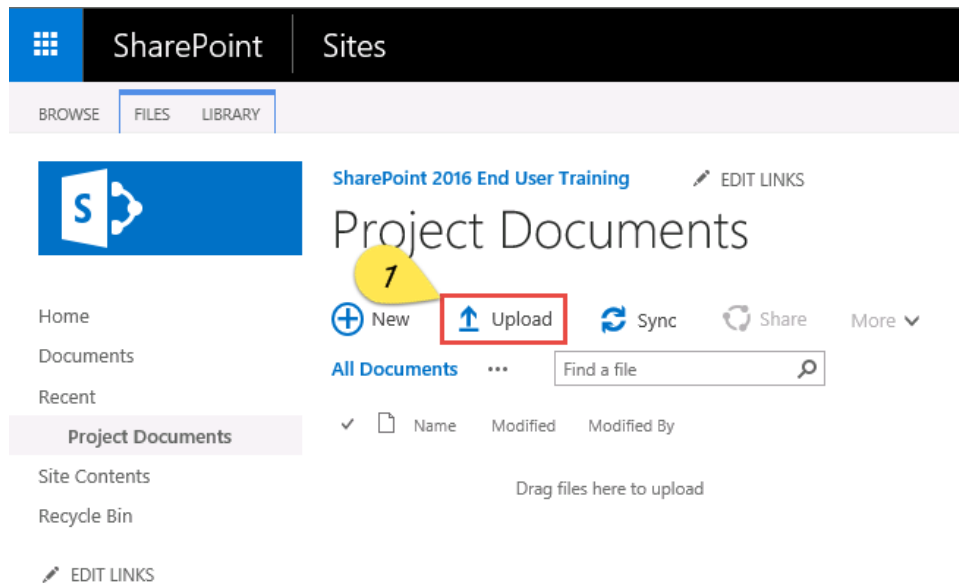 SharePoint Sites
BROWSE FILES LIBRARY
S
SharePoint 2016 End User Training EDIT LINKS
Project Documents
1
New Upload Sync Share More
All Documents ... Find a file
Name Modified Modified By
Drag files here to upload
Home
Documents
Recent
Project Documents
Site Contents
Recycle Bin
EDIT LINKS